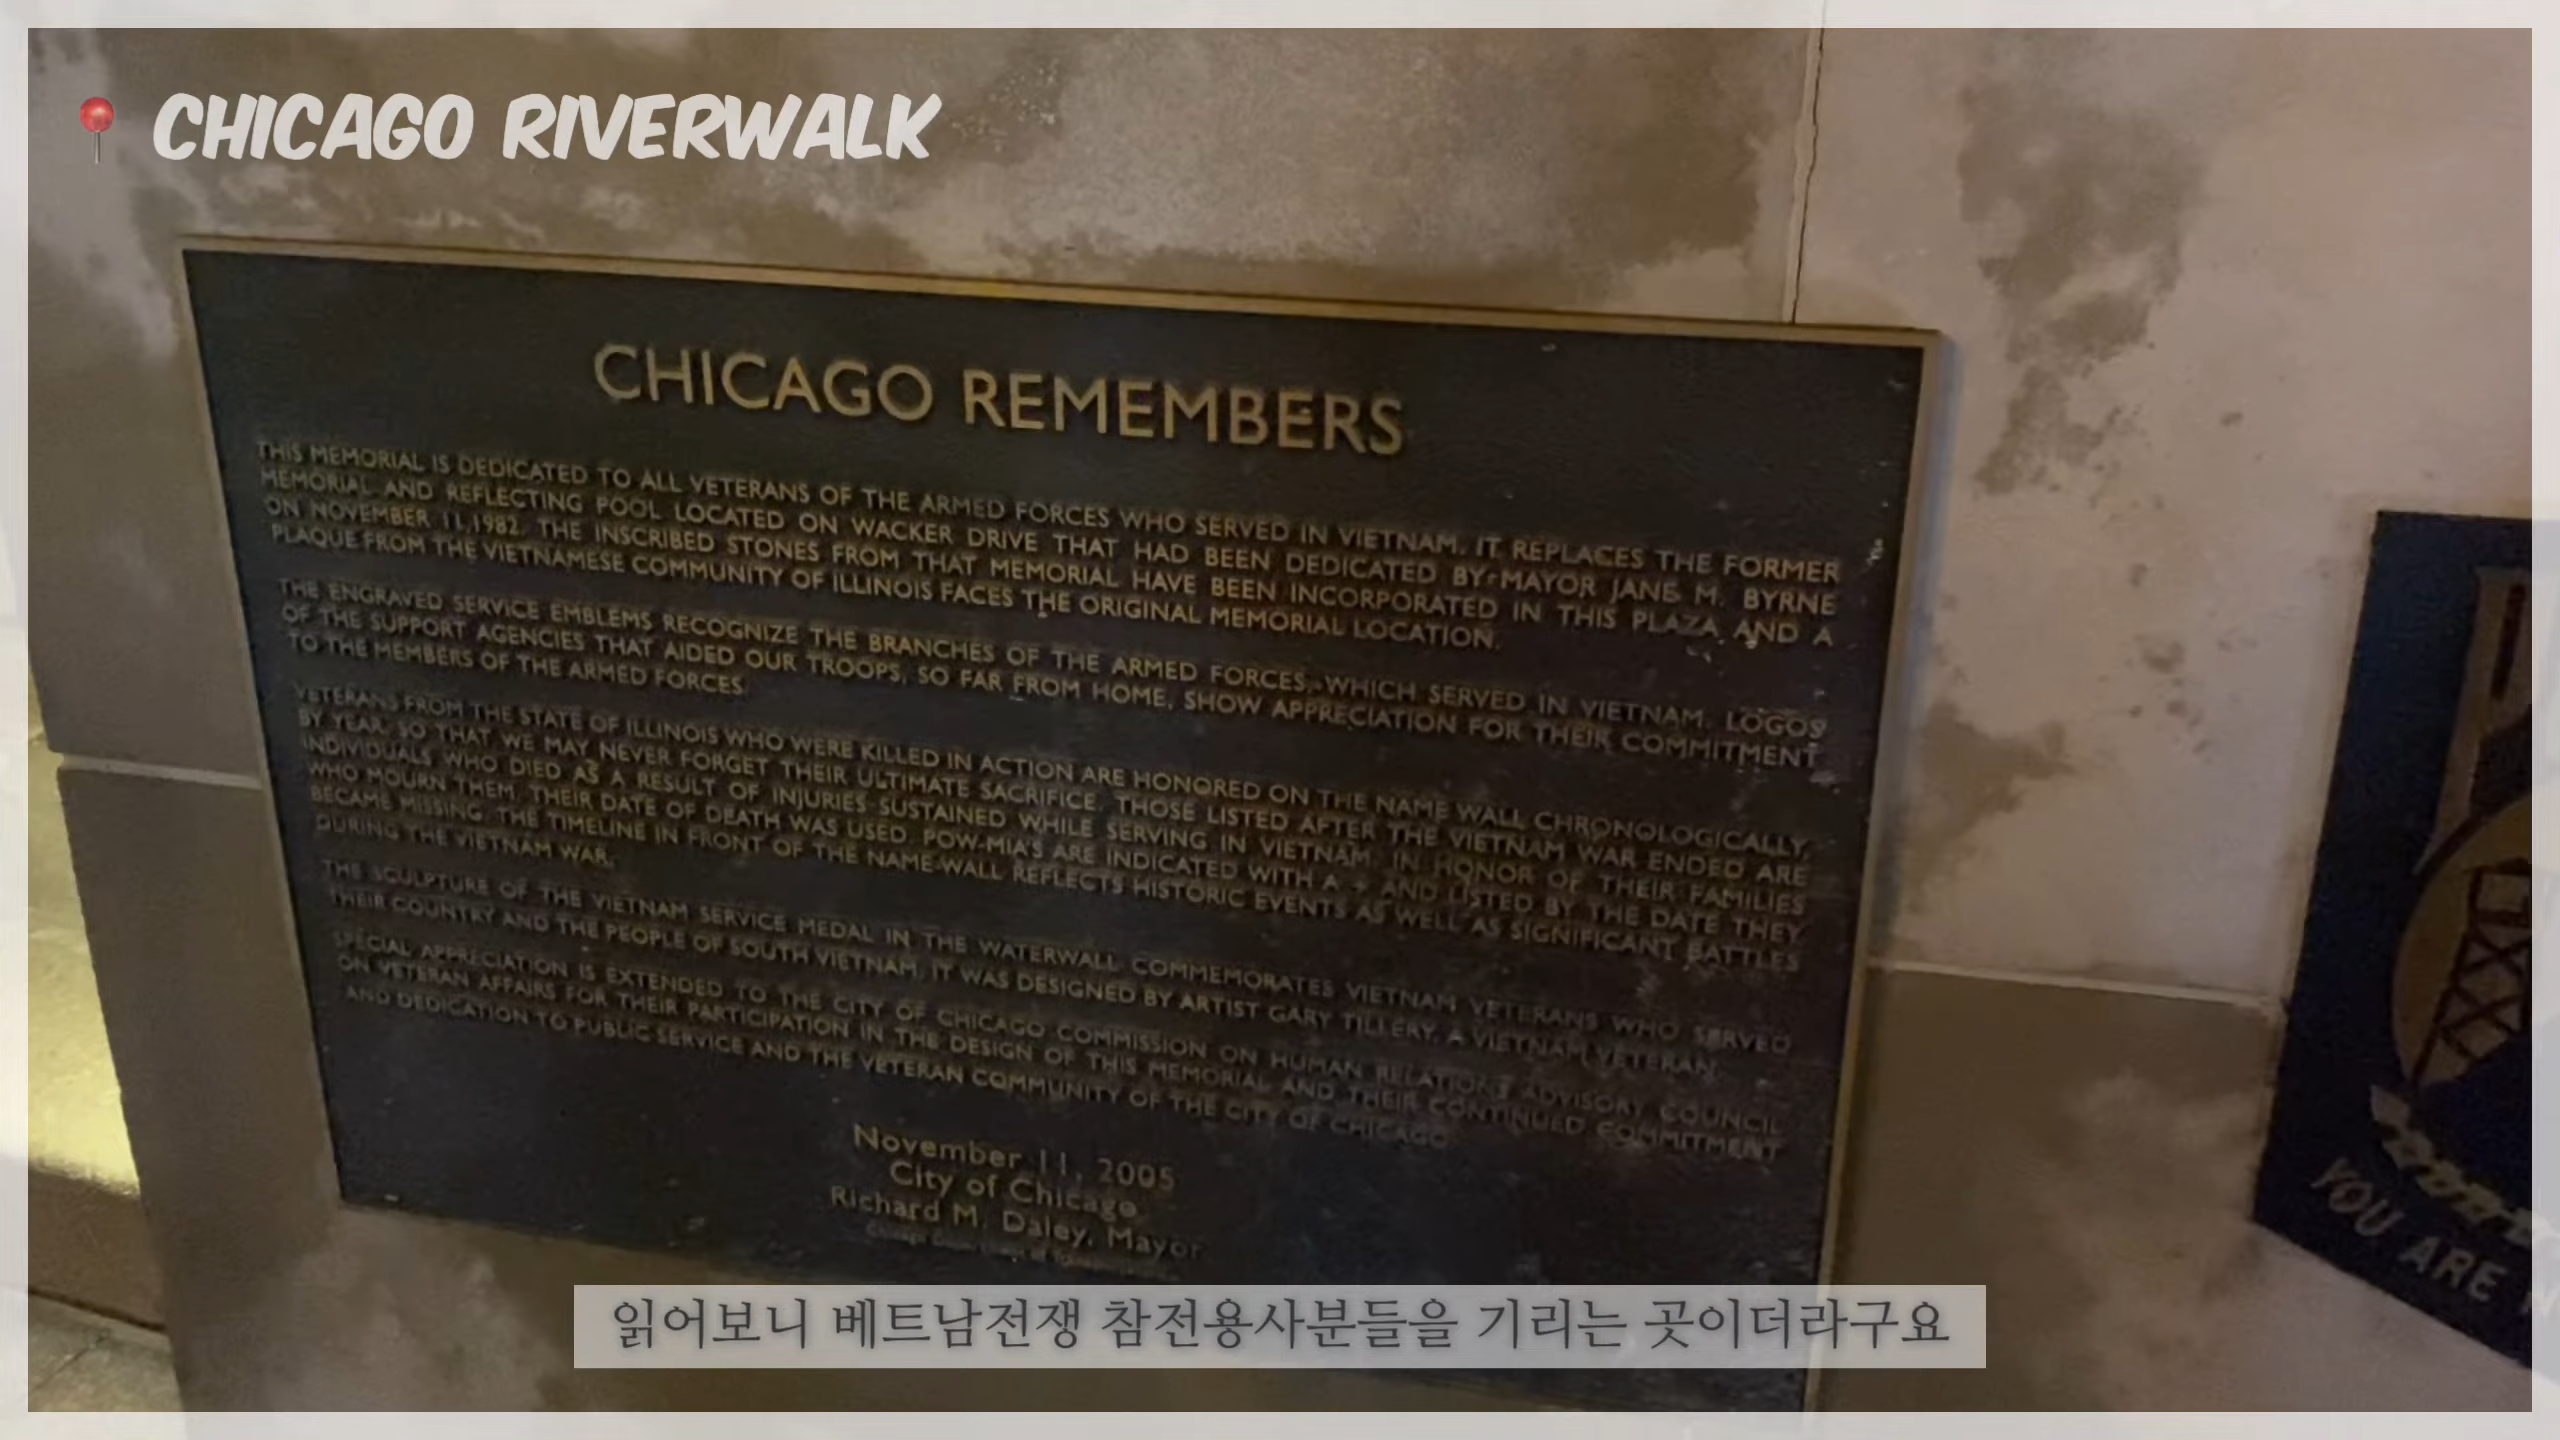 CHICAGO RIVERWALK
CHICAGO REMEMBERS
THIS MEMORIAL IS DEDICATED TO ALL VETERANS OF THE ARMED FORCES WHO SERVED IN VIETNAM. IT REPLACES THE FORMER
MEMORIAL AND REFLECTING POOL LOCATED ON WACKER DRIVE THAT HAD BEEN DEDICATED BY MAYOR JANE M. BYRNE
ON NOVEMBER 11, 1982. THE INSCRIBED STONES FROM THAT MEMORIAL HAVE BEEN INCORPORATED IN THIS PLAZA AND A
PLAQUE FROM THE VIETNAMESE COMMUNITY OF ILLINOIS FACES THE ORIGINAL MEMORIAL LOCATION.
THE ENGRAVED SERVICE EMBLEMS RECOGNIZE THE BRANCHES OF THE ARMED FORCES, WHICH SERVED IN VIETNAM. LOGOS
OF THE SUPPORT AGENCIES THAT AIDED OUR TROOPS, SO FAR FROM HOME, SHOW APPRECIATION FOR THEIR COMMITMENT
TO THE MEMBERS OF THE ARMED FORCES.
VETERANS FROM THE STATE OF ILLINOIS WHO WERE KILLED IN ACTION ARE HONORED ON THE NAME WALL CHRONOLOGICALLY,
BY YEAR, SO THAT WE MAY NEVER FORGET THEIR ULTIMATE SACRIFICE. THOSE LISTED AFTER THE VIETNAM WAR ENDED ARE
INDIVIDUALS WHO DIED AS A RESULT OF INJURIES SUSTAINED WHILE SERVING IN VIETNAM. IN HONOR OF THEIR FAMILIES
WHO MOURN THEM, THEIR DATE OF DEATH WAS USED. POW-MIA'S ARE INDICATED WITH A + AND LISTED BY THE DATE THEY
BECAME MISSING. THE TIMELINE IN FRONT OF THE NAME-WALL REFLECTS HISTORIC EVENTS AS WELL AS SIGNIFICANT BATTLES
DURING THE VIETNAM WAR.
THE SCULPTURE OF THE VIETNAM SERVICE MEDAL IN THE WATERWALL COMMEMORATES VIETNAM VETERANS WHO SERVED
THEIR COUNTRY AND THE PEOPLE OF SOUTH VIETNAM. IT WAS DESIGNED BY ARTIST GARY TILLERY, A VIETNAM VETERAN.
SPECIAL APPRECIATION IS EXTENDED TO THE CITY OF CHICAGO COMMISSION ON HUMAN RELATIONS ADVISORY COUNCIL
ON VETERAN AFFAIRS FOR THEIR PARTICIPATION IN THE DESIGN OF THIS MEMORIAL AND THEIR CONTINUED COMMITMENT
AND DEDICATION TO PUBLIC SERVICE AND THE VETERAN COMMUNITY OF THE CITY OF CHICAGO
November 11, 2005
City of Chicago
Richard M. Daley, Mayor
YOU ARE
읽어보니 베트남전쟁 참전용사분들을 기리는 곳이더라구요